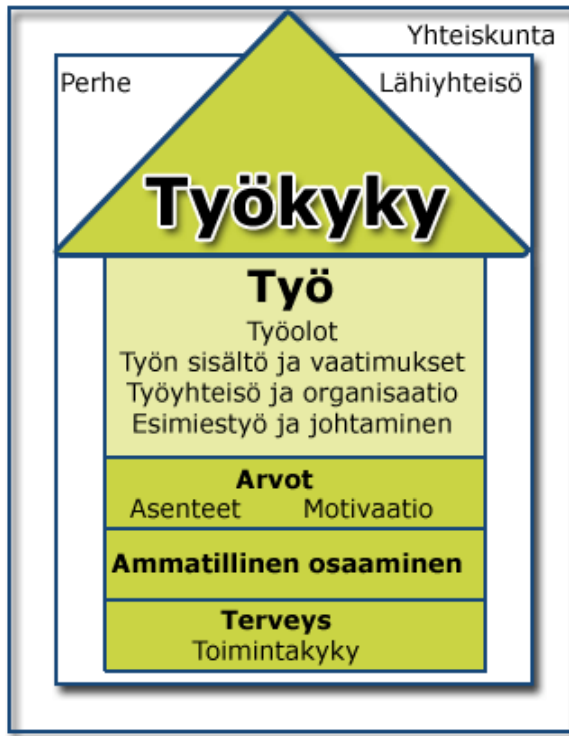 Yhteiskunta
Perhe Lähiyhteisö
Työkyky
Työ
Työolot
Työn sisältö ja vaatimukset
Työyhteisö ja organisaatio
Esimiestyö ja johtaminen
Arvot
Asenteet Motivaatio
Ammatillinen osaaminen
Terveys
Toimintakyky